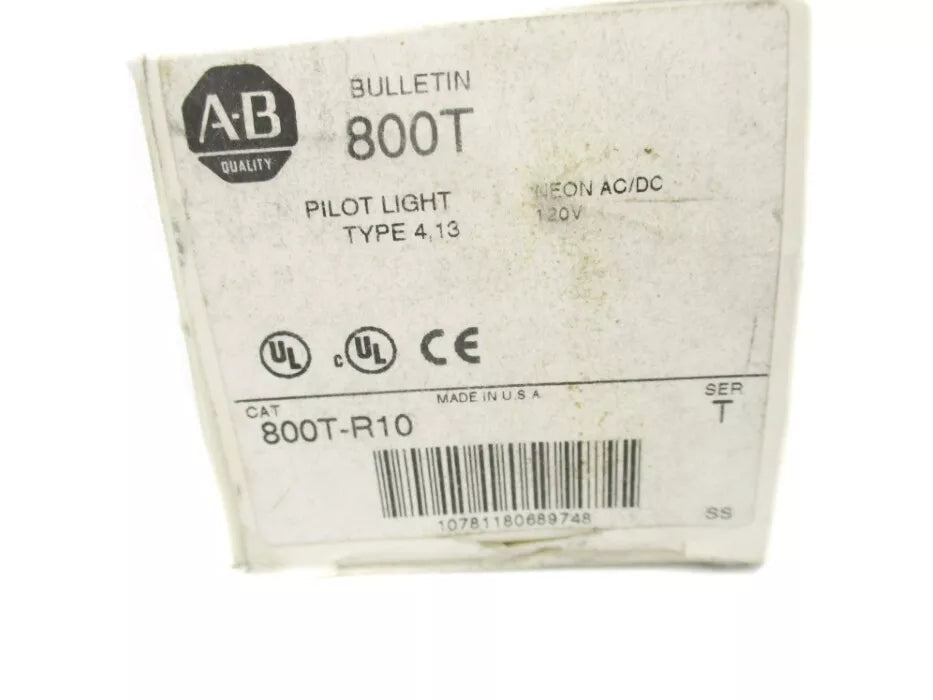 A-B
QUALITY
BULLETIN
800T
PILOT LIGHT
TYPE 4,13
NEON AC/DC
120V
UL
c UL CE
MADE IN U.S.A.
CAT
800T-R10
SER
T
10781180689748
SS